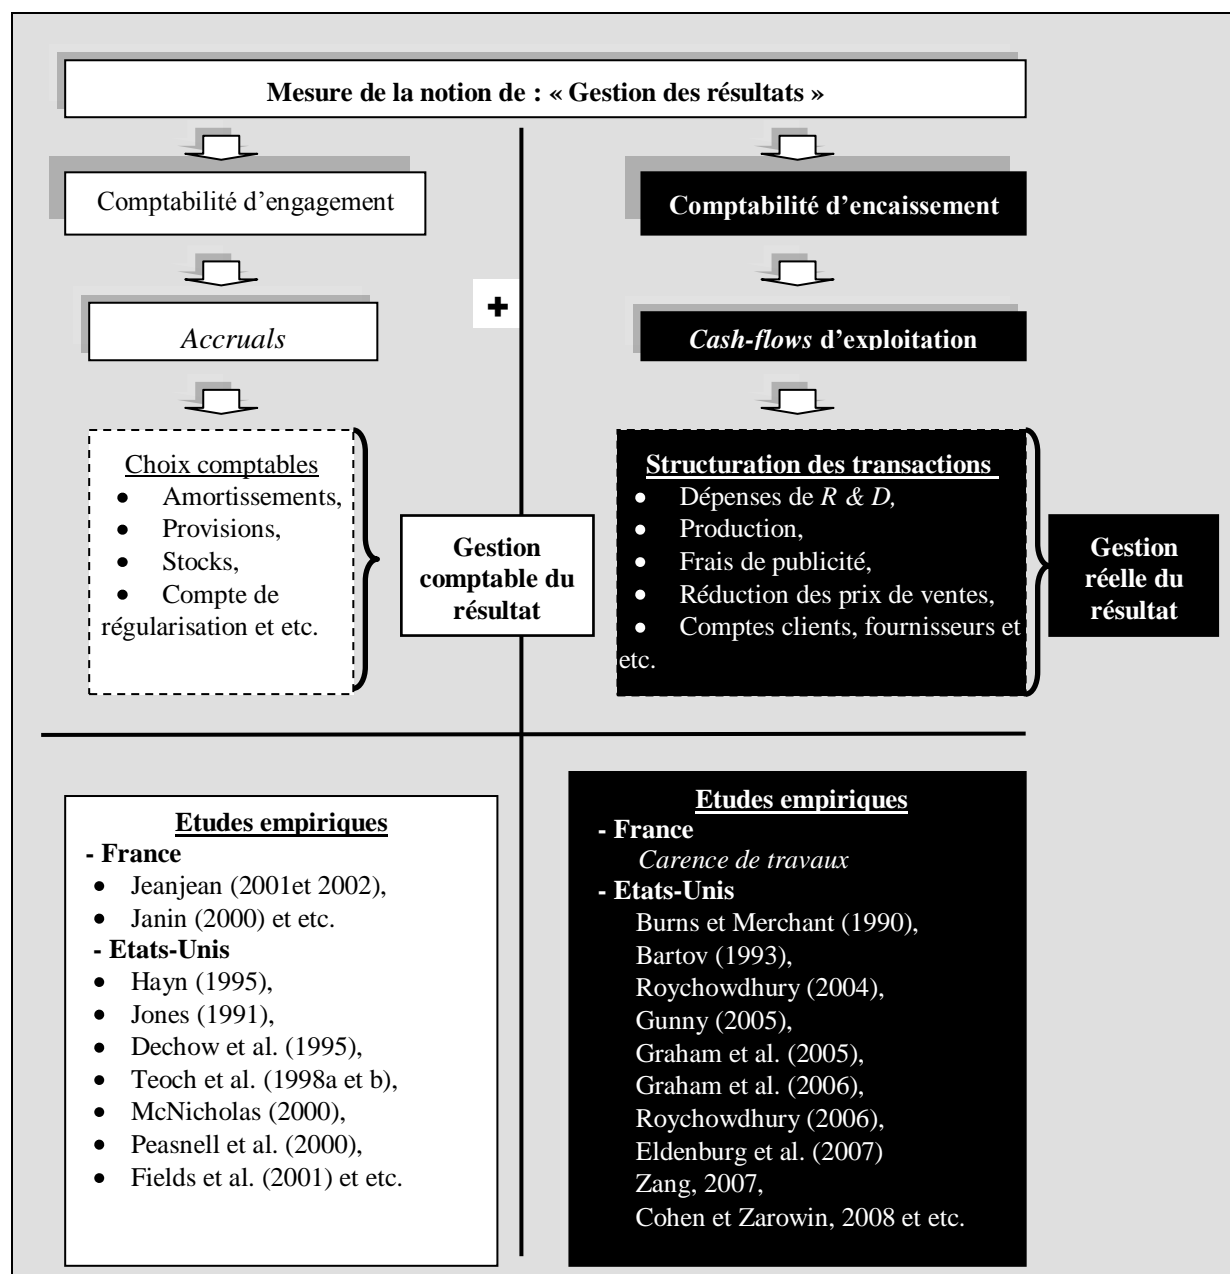 Mesure de la notion de : « Gestion des résultats »
Comptabilité d’engagement
Accruals
Choix comptables
• Amortissements,
• Provisions,
• Stocks,
• Compte de
régularisation et etc.
Gestion
comptable du
résultat
+
Comptabilité d’encaissement
Cash-flows d’exploitation
Structuration des transactions
• Dépenses de R & D,
• Production,
• Frais de publicité,
• Réduction des prix de ventes,
• Comptes clients, fournisseurs et
etc.
Gestion
réelle du
résultat
Etudes empiriques
- France
• Jeanjean (2001et 2002),
• Janin (2000) et etc.
- Etats-Unis
• Hayn (1995),
• Jones (1991),
• Dechow et al. (1995),
• Teoch et al. (1998a et b),
• McNicholas (2000),
• Peasnell et al. (2000),
• Fields et al. (2001) et etc.
Etudes empiriques
- France
Carence de travaux
- Etats-Unis
Burns et Merchant (1990),
Bartov (1993),
Roychowdhury (2004),
Gunny (2005),
Graham et al. (2005),
Graham et al. (2006),
Roychowdhury (2006),
Eldenburg et al. (2007)
Zang, 2007,
Cohen et Zarowin, 2008 et etc.